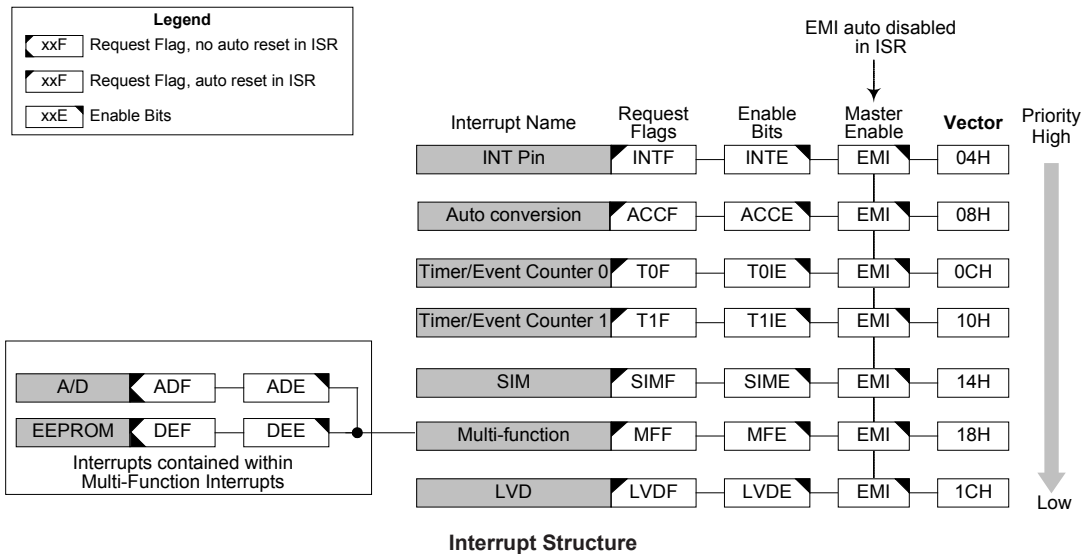 Legend
xxF Request Flag, no auto reset in ISR
xxF Request Flag, auto reset in ISR
xxE Enable Bits
EMI auto disabled
in ISR
Interrupt Name Request Flags Enable Bits Master Enable Vector Priority
High
INT Pin INTF INTE EMI 04H
Auto conversion ACCF ACCE EMI 08H
Timer/Event Counter 0 T0F T0IE EMI 0CH
Timer/Event Counter 1 T1F T1IE EMI 10H
A/D ADF ADE
SIM SIMF SIME EMI 14H
EEPROM DEF DEE
Multi-function MFF MFE EMI 18H
Interrupts contained within
Multi-Function Interrupts
LVD LVDF LVDE EMI 1CH
Low
Interrupt Structure